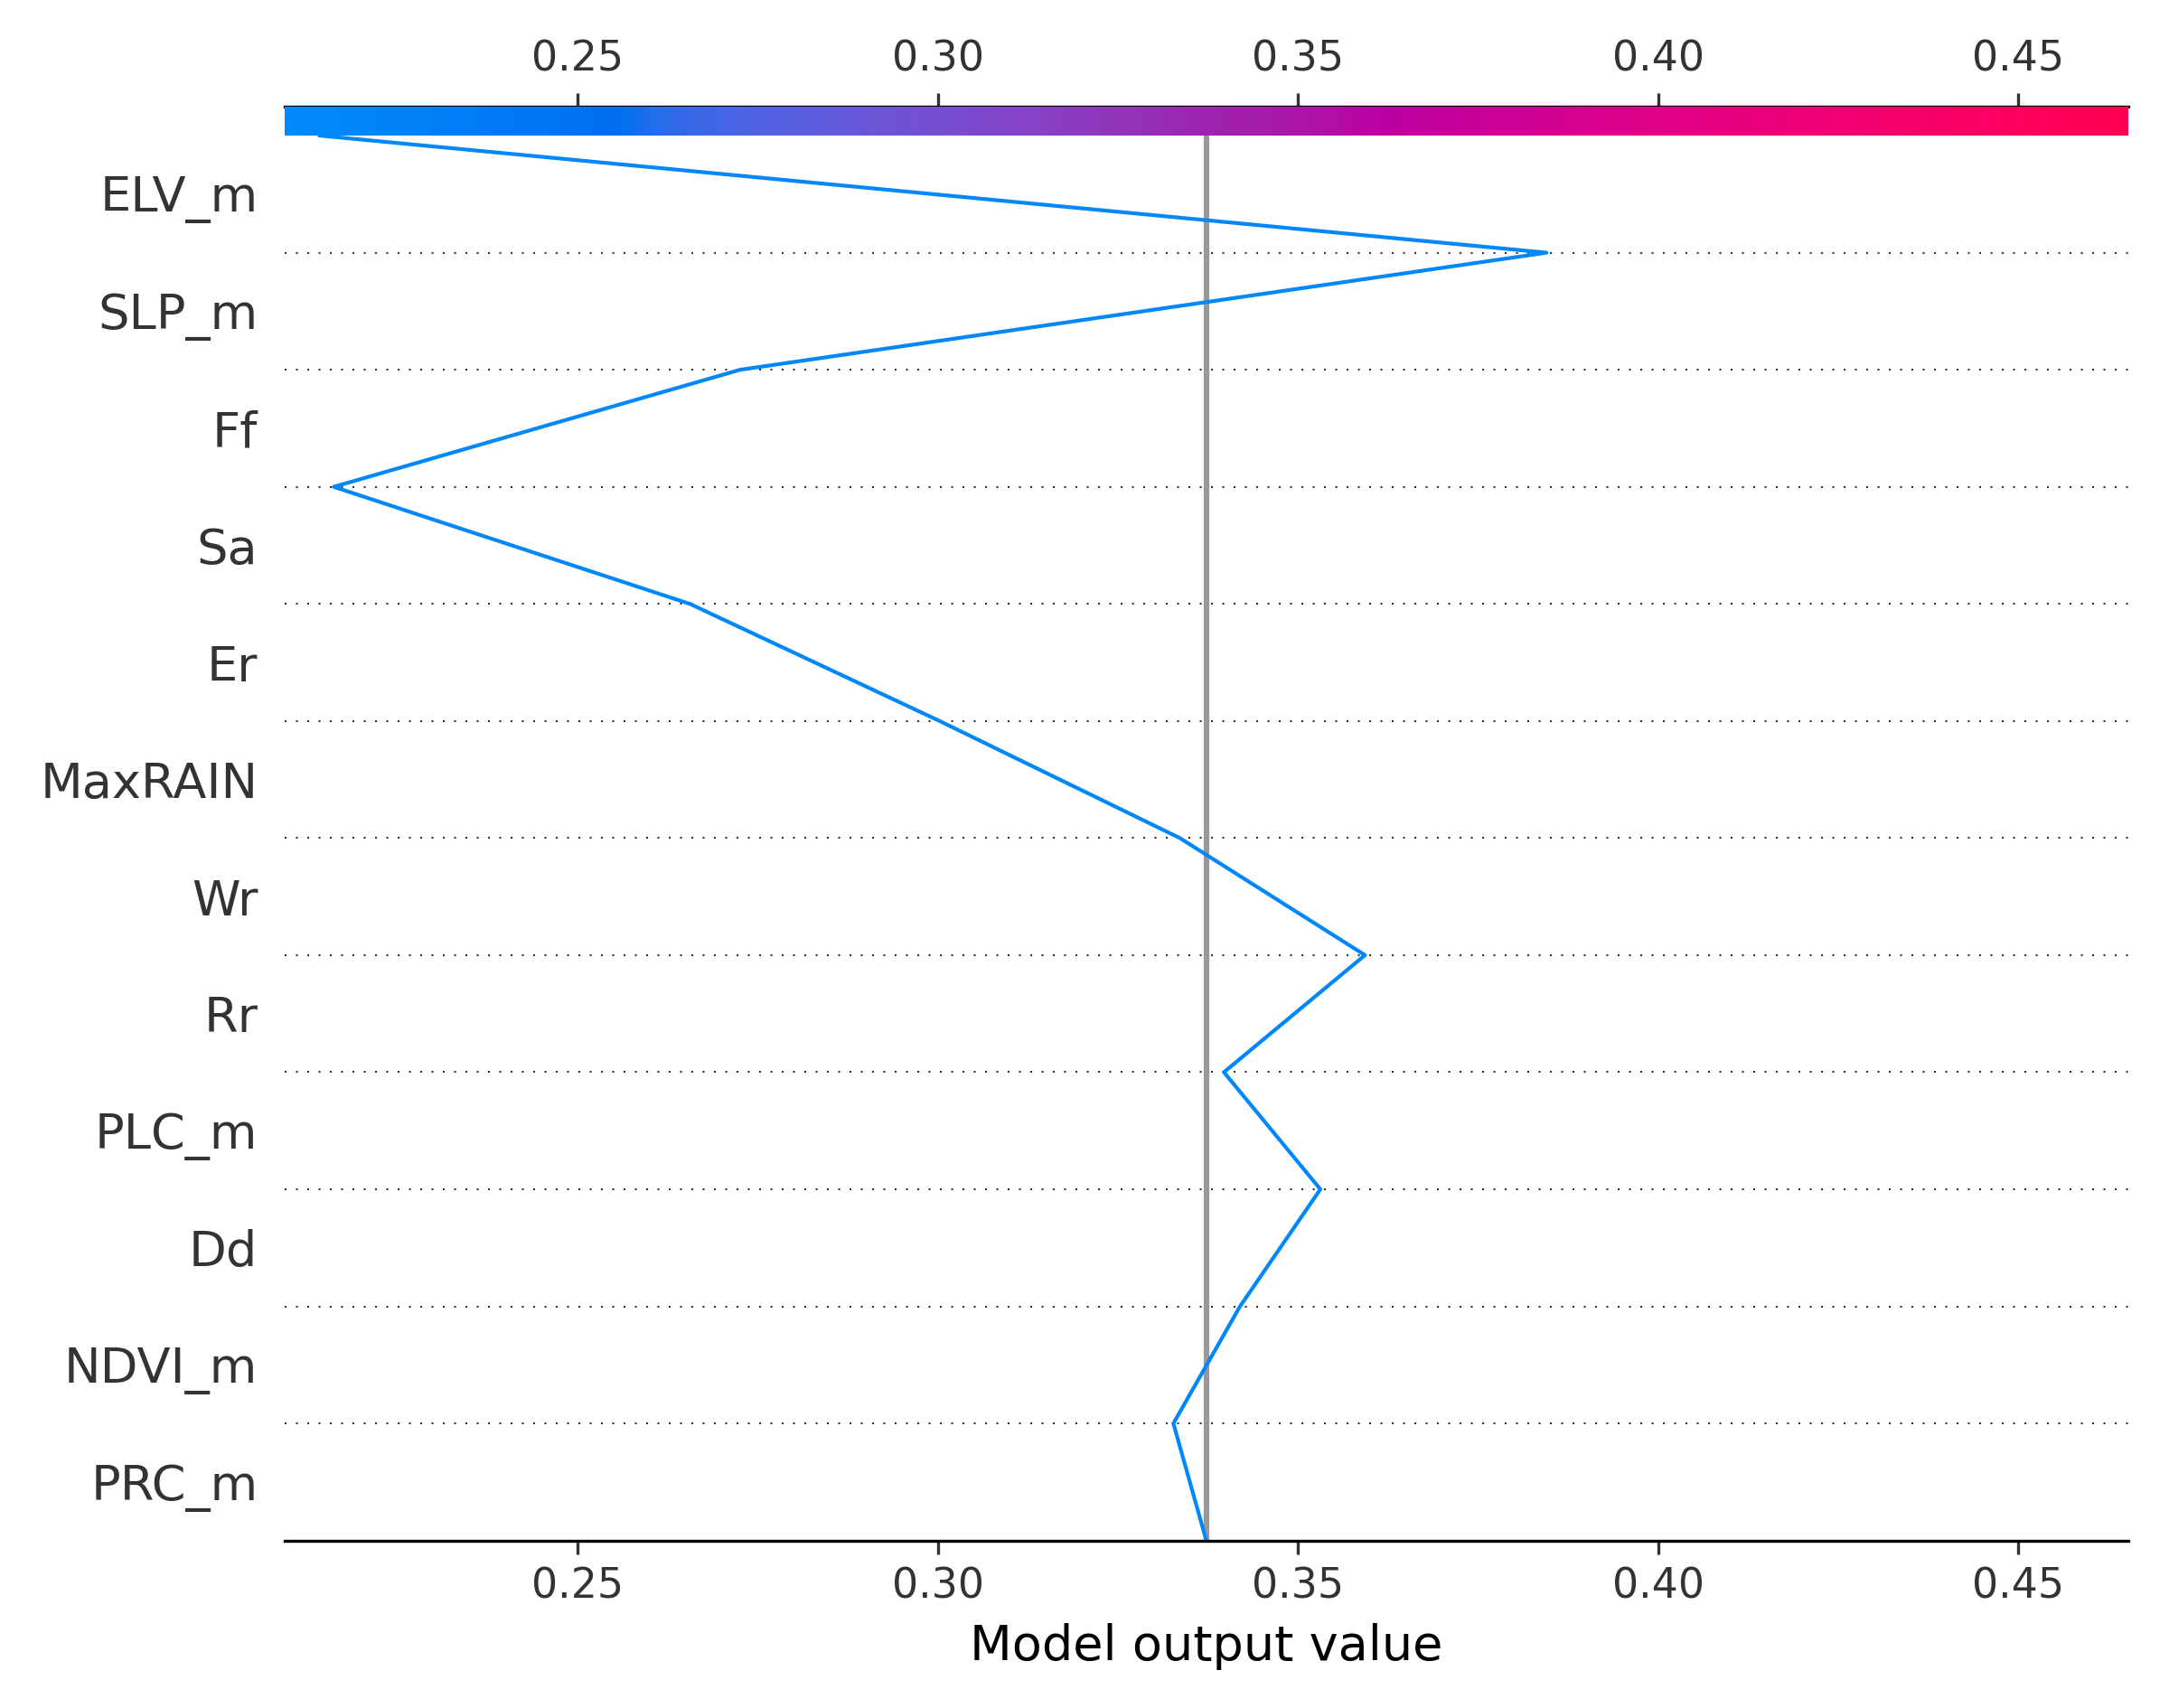 0.25 0.30 0.35 0.40 0.45
ELV_m
SLP_m
Ff
Sa
Er
MaxRAIN
Wr
Rr
PLC_m
Dd
NDVI_m
PRC_m
0.25 0.30 0.35 0.40 0.45
Model output value